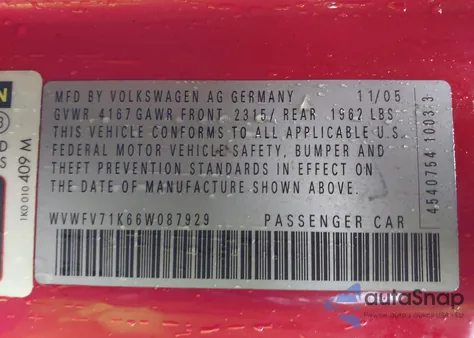 MFD BY VOLKSWAGEN AG GERMANY 11/05
GVWR 4167 GAWR FRONT 2315/ REAR 1962 LBS
THIS VEHICLE CONFORMS TO ALL APPLICABLE U.S.
FEDERAL MOTOR VEHICLE SAFETY, BUMPER AND
THEFT PREVENTION STANDARDS IN EFFECT ON
THE DATE OF MANUFACTURE SHOWN ABOVE.
WVWFV71K66W087929 PASSENGER CAR
4540754 1003 3
1K0 010 409 M
N
3
D
S
autoSnap